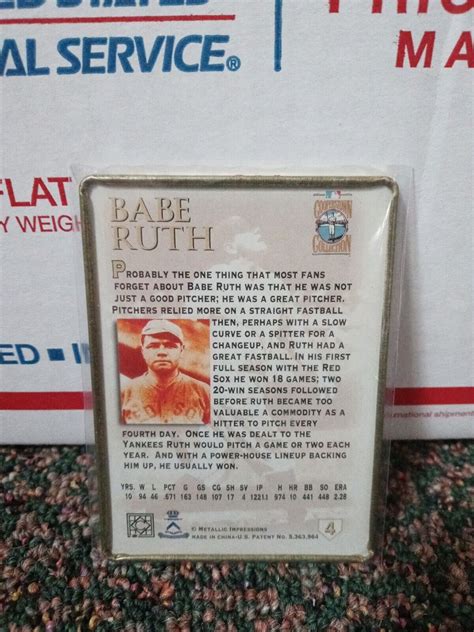 AL SERVICE®
MA
FLAT
WEIG
BABE
RUTH
COOPERSTOWN
COLLECTION
PROBABLY THE ONE THING THAT MOST FANS
FORGET ABOUT BABE RUTH WAS THAT HE WAS NOT
JUST A GOOD PITCHER; HE WAS A GREAT PITCHER.
PITCHERS RELIED MORE ON A STRAIGHT FASTBALL
THEN, PERHAPS WITH A SLOW
CURVE OR A SPITTER FOR A
CHANGEUP, AND RUTH HAD A
GREAT FASTBALL. IN HIS FIRST
FULL SEASON WITH THE RED
SOX HE WON 18 GAMES; TWO
20-WIN SEASONS FOLLOWED
BEFORE RUTH BECAME TOO
VALUABLE A COMMODITY AS A
HITTER TO PITCH EVERY
FOURTH DAY. ONCE HE WAS DEALT TO THE
YANKEES RUTH WOULD PITCH A GAME OR TWO EACH
YEAR. AND WITH A POWER-HOUSE LINEUP BACKING
HIM UP, HE USUALLY WON.
YRS. W L PCT G GS CG SH SV IP H HR BB SO ERA
10 94 46 .671 163 148 107 17 4 12211 974 10 441 488 2.28
© METALLIC IMPRESSIONS
MADE IN CHINA-U.S. PATENT NO. 5,363,964
4
ED
international shipments